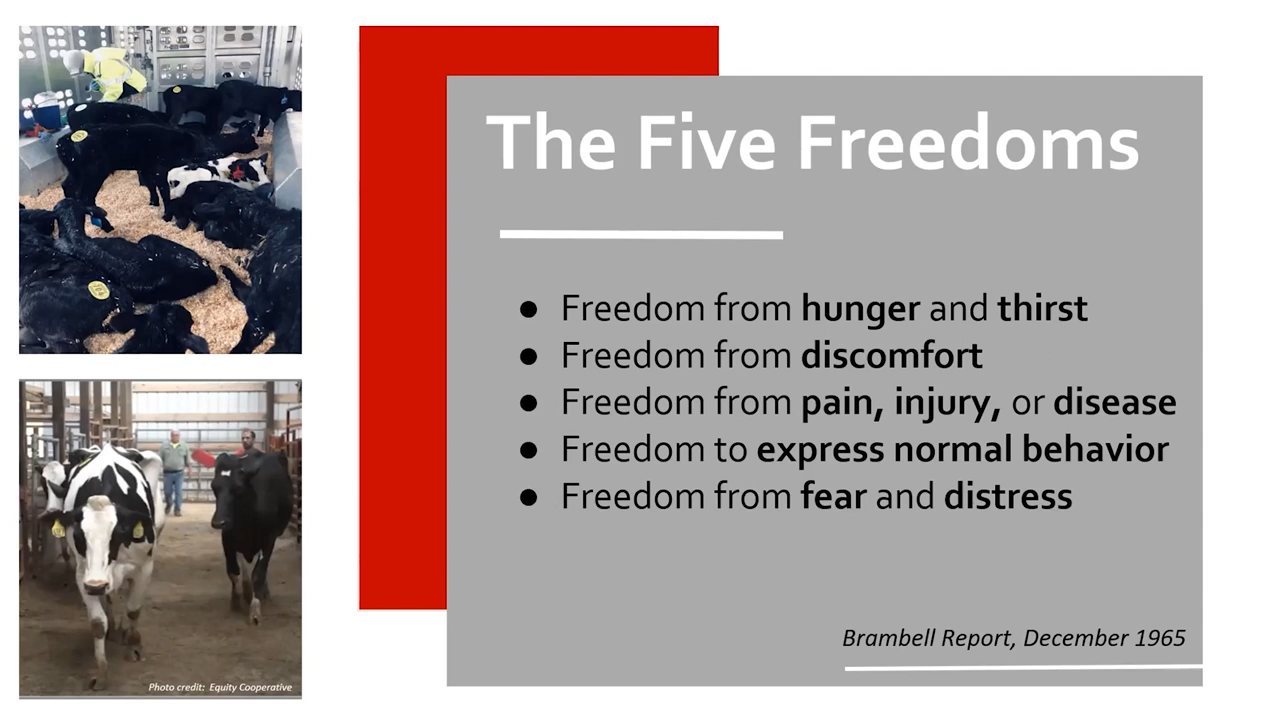 The Five Freedoms
● Freedom from hunger and thirst
● Freedom from discomfort
● Freedom from pain, injury, or disease
● Freedom to express normal behavior
● Freedom from fear and distress
Brambell Report, December 1965
Photo credit: Equity Cooperative